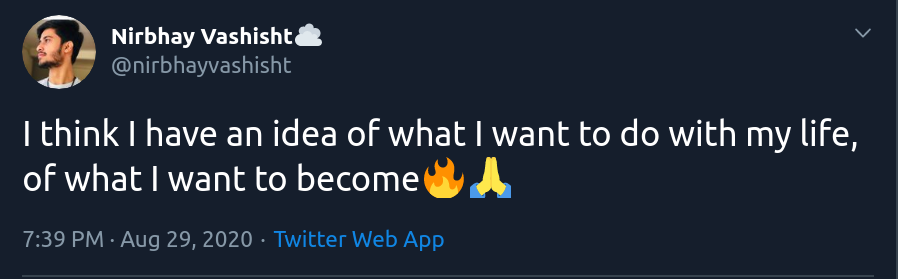 Nirbhay Vashisht☁️
@nirbhayvashisht
I think I have an idea of what I want to do with my life,
of what I want to become🔥🙏
7:39 PM · Aug 29, 2020 · Twitter Web App